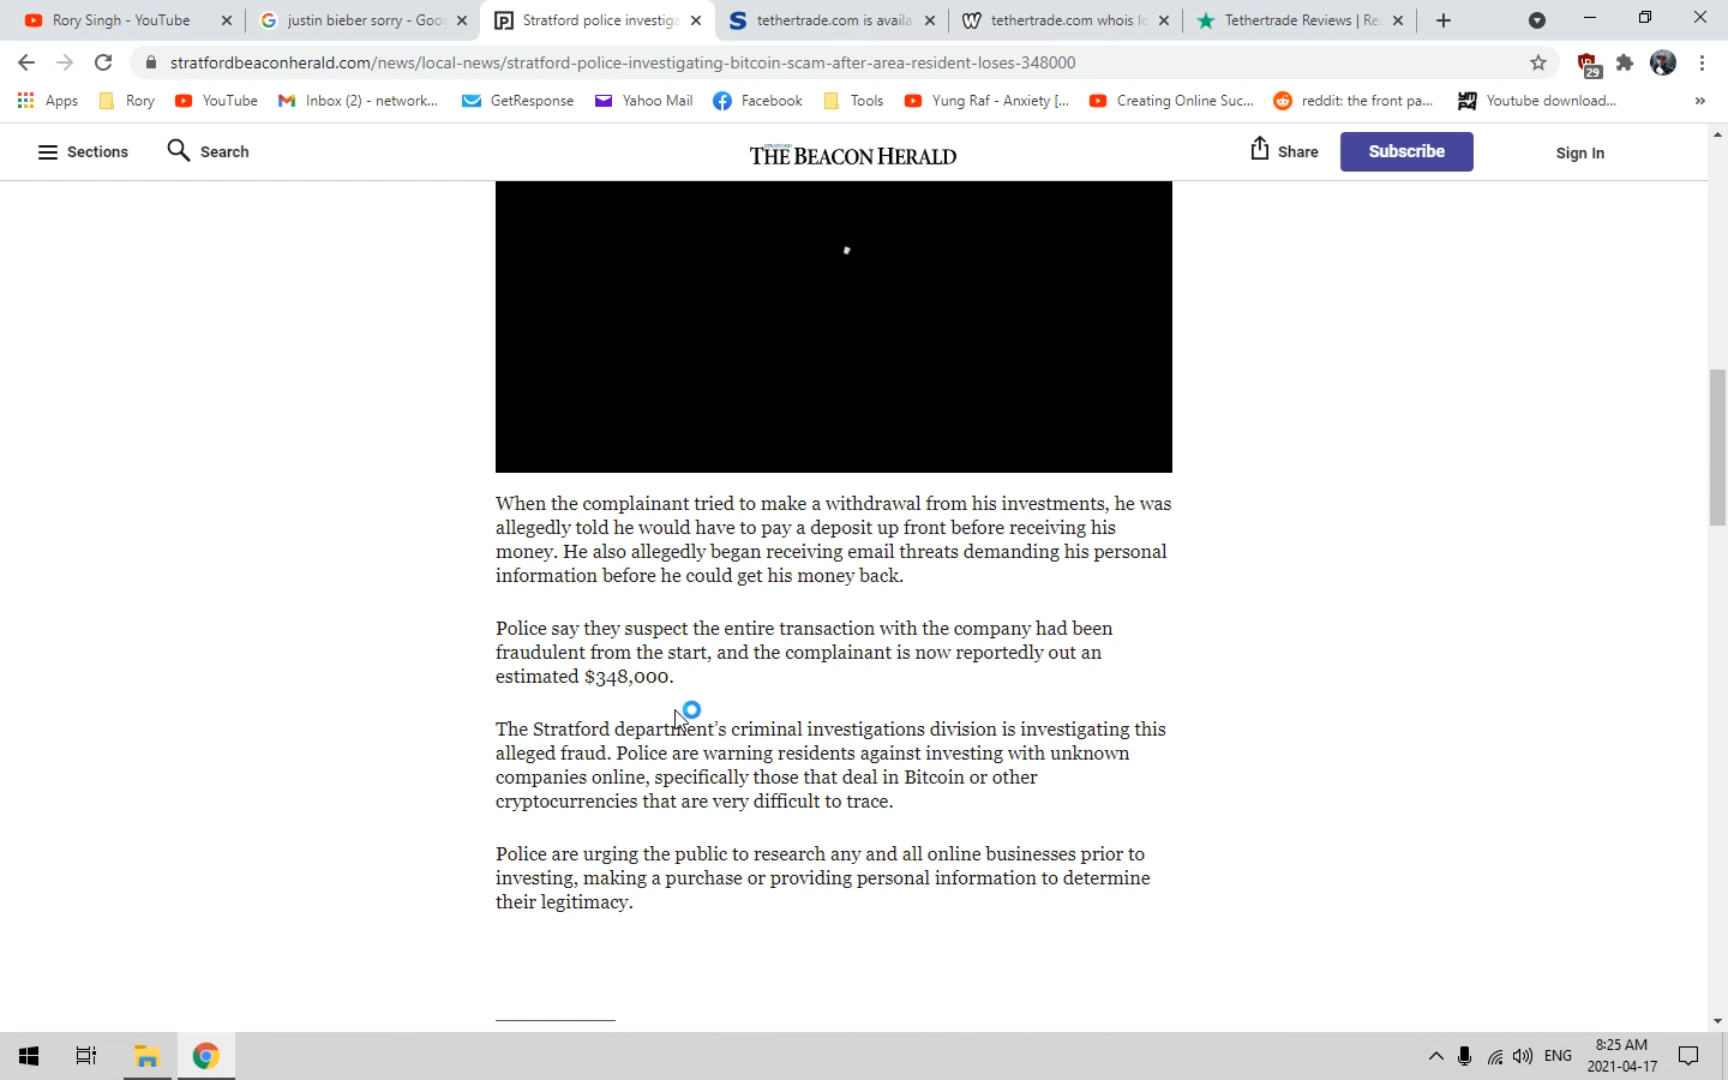 Rory Singh - YouTube
justin bieber sorry - Goo
Stratford police investiga
tethertrade.com is availa
tethertrade.com whois lo
Tethertrade Reviews | Re
stratfordbeaconherald.com/news/local-news/stratford-police-investigating-bitcoin-scam-after-area-resident-loses-348000
29
Apps
Rory
YouTube
Inbox (2) - network...
GetResponse
Yahoo Mail
Facebook
Tools
Yung Raf - Anxiety [...
Creating Online Suc...
reddit: the front pa...
Youtube download...
Sections
Search
STRATFORD
THE BEACON HERALD
Share
Subscribe
Sign In
When the complainant tried to make a withdrawal from his investments, he was
allegedly told he would have to pay a deposit up front before receiving his
money. He also allegedly began receiving email threats demanding his personal
information before he could get his money back.
Police say they suspect the entire transaction with the company had been
fraudulent from the start, and the complainant is now reportedly out an
estimated $348,000.
The Stratford department’s criminal investigations division is investigating this
alleged fraud. Police are warning residents against investing with unknown
companies online, specifically those that deal in Bitcoin or other
cryptocurrencies that are very difficult to trace.
Police are urging the public to research any and all online businesses prior to
investing, making a purchase or providing personal information to determine
their legitimacy.
ENG
8:25 AM
2021-04-17